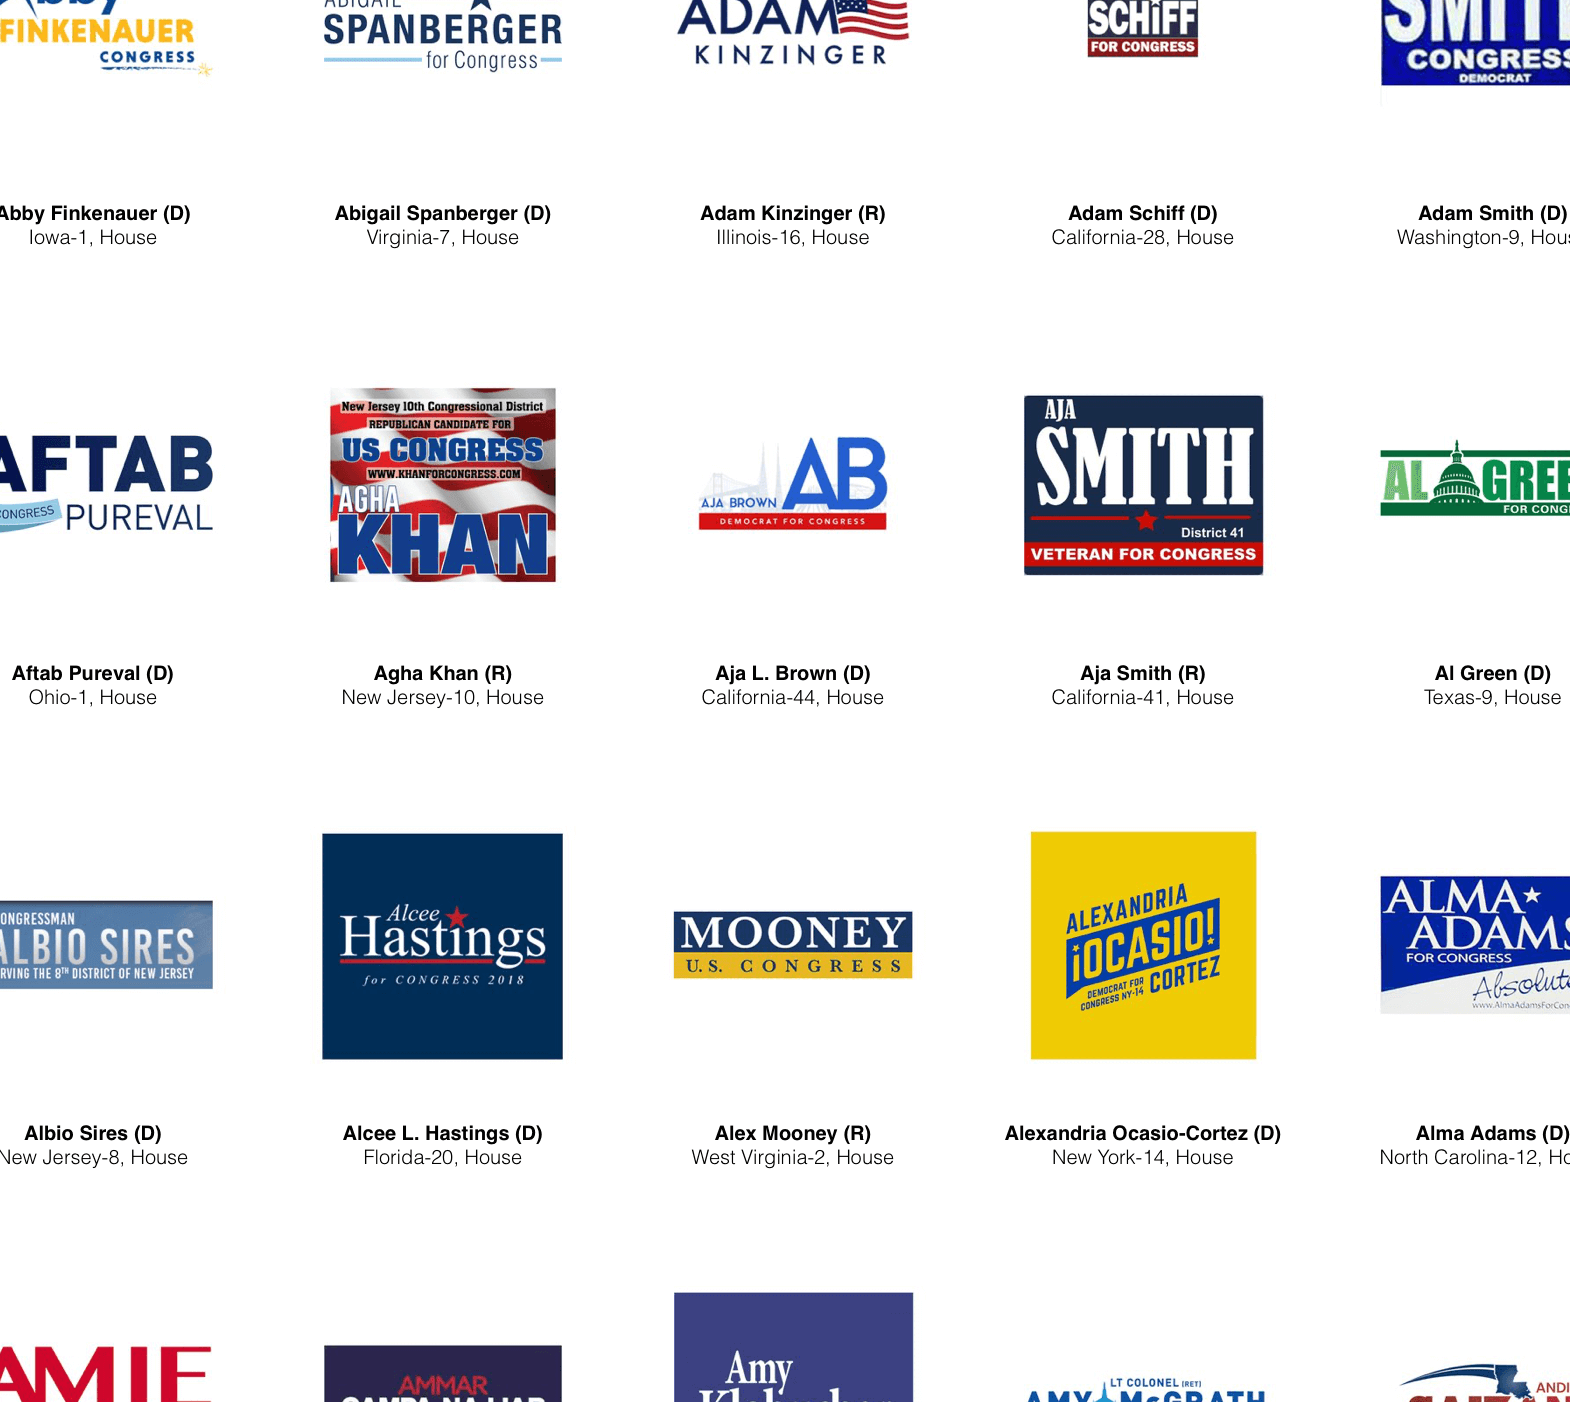 FINKENAUER
CONGRESS
SPANBERGER
for Congress
ADAM
KINZINGER
SCHiFF
FOR CONGRESS
CONGRESS
DEMOCRAT
Abby Finkenauer (D)
Iowa-1, House
Abigail Spanberger (D)
Virginia-7, House
Adam Kinzinger (R)
Illinois-16, House
Adam Schiff (D)
California-28, House
Adam Smith (D)
Washington-9, Hous
AFTAB
CONGRESS
PUREVAL
New Jersey 10th Congressional District
REPUBLICAN CANDIDATE FOR
US CONGRESS
WWW.KHANFORCONGRESS.COM
AGHA
KHAN
AJA BROWN AB
DEMOCRAT FOR CONGRESS
AJA
SMITH
District 41
VETERAN FOR CONGRESS
AL GREE
FOR CONG
Aftab Pureval (D)
Ohio-1, House
Agha Khan (R)
New Jersey-10, House
Aja L. Brown (D)
California-44, House
Aja Smith (R)
California-41, House
Al Green (D)
Texas-9, House
ONGRESSMAN
ALBIO SIRES
RVING THE 8TH DISTRICT OF NEW JERSEY
Alcee
Hastings
for CONGRESS 2018
MOONEY
U.S. CONGRESS
ALEXANDRIA
¡OCASIO!
DEMOCRAT FOR
CONGRESS NY-14
CORTEZ
ALMA
ADAMS
FOR CONGRESS
Absolute
www.AlmaAdamsForCon
Albio Sires (D)
New Jersey-8, House
Alcee L. Hastings (D)
Florida-20, House
Alex Mooney (R)
West Virginia-2, House
Alexandria Ocasio-Cortez (D)
New York-14, House
Alma Adams (D)
North Carolina-12, Ho
AMIE
AMMAR
Amy
LT COLONEL (RET)
AMY McGRATH
ANDI